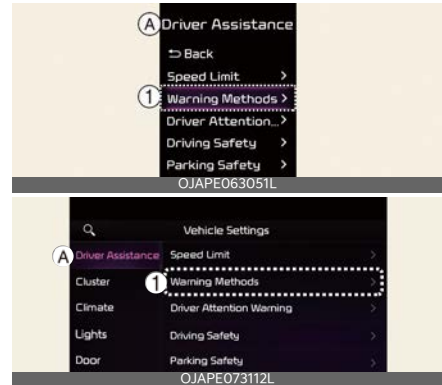 A Driver Assistance
Back
Speed Limit
1 Warning Methods
Driver Attention...
Driving Safety
Parking Safety
OJAPE063051L
Vehicle Settings
A Driver Assistance Speed Limit
Cluster 1 Warning Methods
Climate Driver Attention Warning
Lights Driving Safety
Door Parking Safety
OJAPE073112L